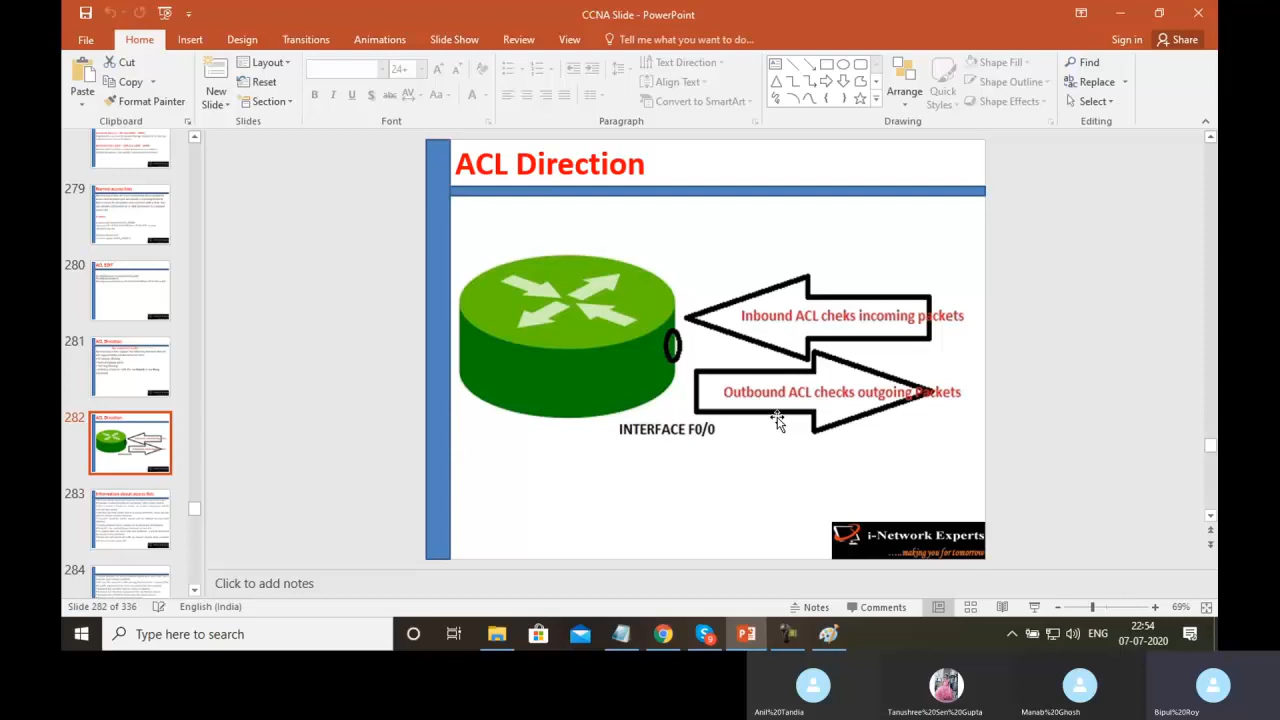 CCNA Slide - PowerPoint
File
Home
Insert
Design
Transitions
Animations
Slide Show
Review
View
Tell me what you want to do...
Sign in
Share
Paste
Cut
Copy
Format Painter
Clipboard
New
Slide
Layout
Reset
Section
Slides
24+
B I U S abc AV Aa A
Font
Text Direction
Align Text
Convert to SmartArt
Paragraph
Arrange
Quick
Styles
Shape Fill
Shape Outline
Shape Effects
Drawing
Find
Replace
Select
Editing
279
280
281
282
283
284
ACL Direction
Inbound ACL cheks incoming packets
Outbound ACL checks outgoing packets
INTERFACE F0/0
i-Network Experts
.....making you for tomorrow
Click to add notes
Slide 282 of 336
English (India)
Notes
Comments
69%
Type here to search
9
ENG
22:54
07-07-2020
Anil%20Tandia
Tanushree%20Sen%20Gupta
Manab%20Ghosh
Bipul%20Roy